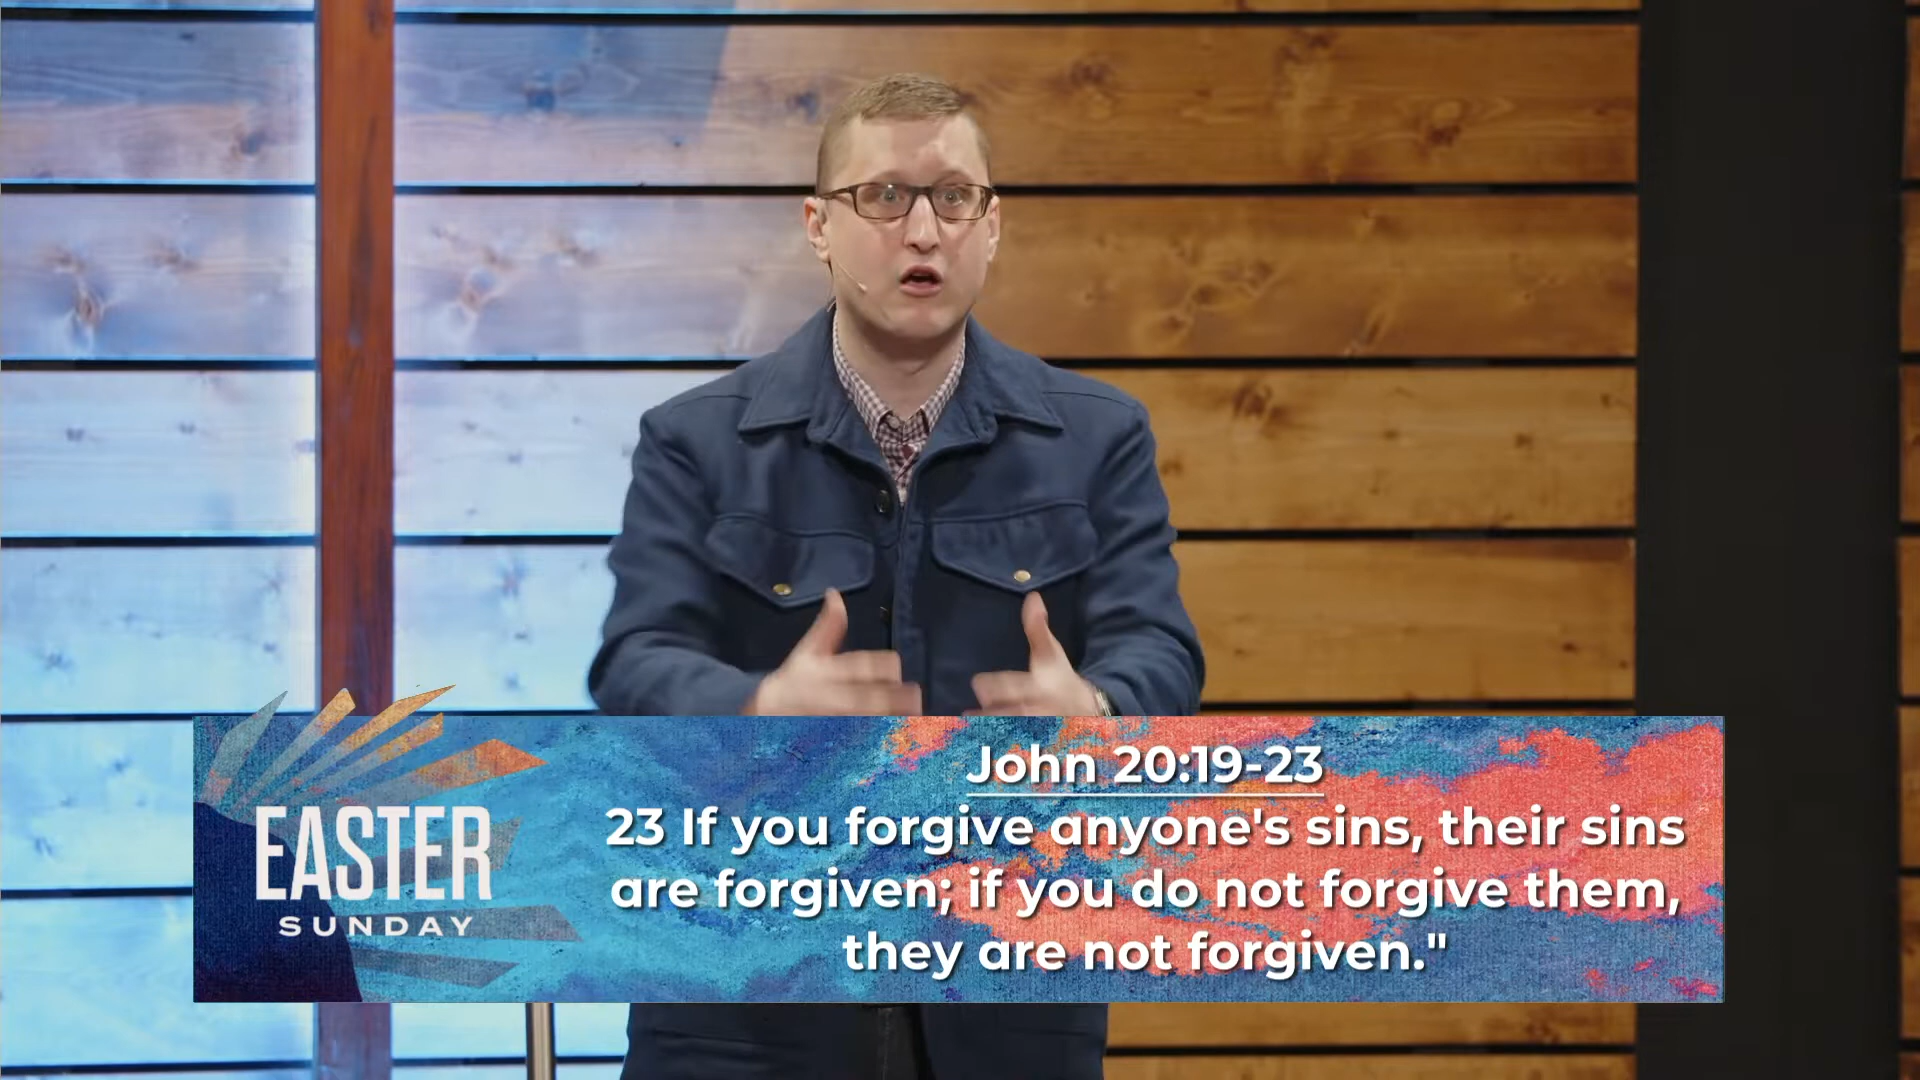 EASTER
SUNDAY
John 20:19-23
23 If you forgive anyone's sins, their sins
are forgiven; if you do not forgive them,
they are not forgiven."